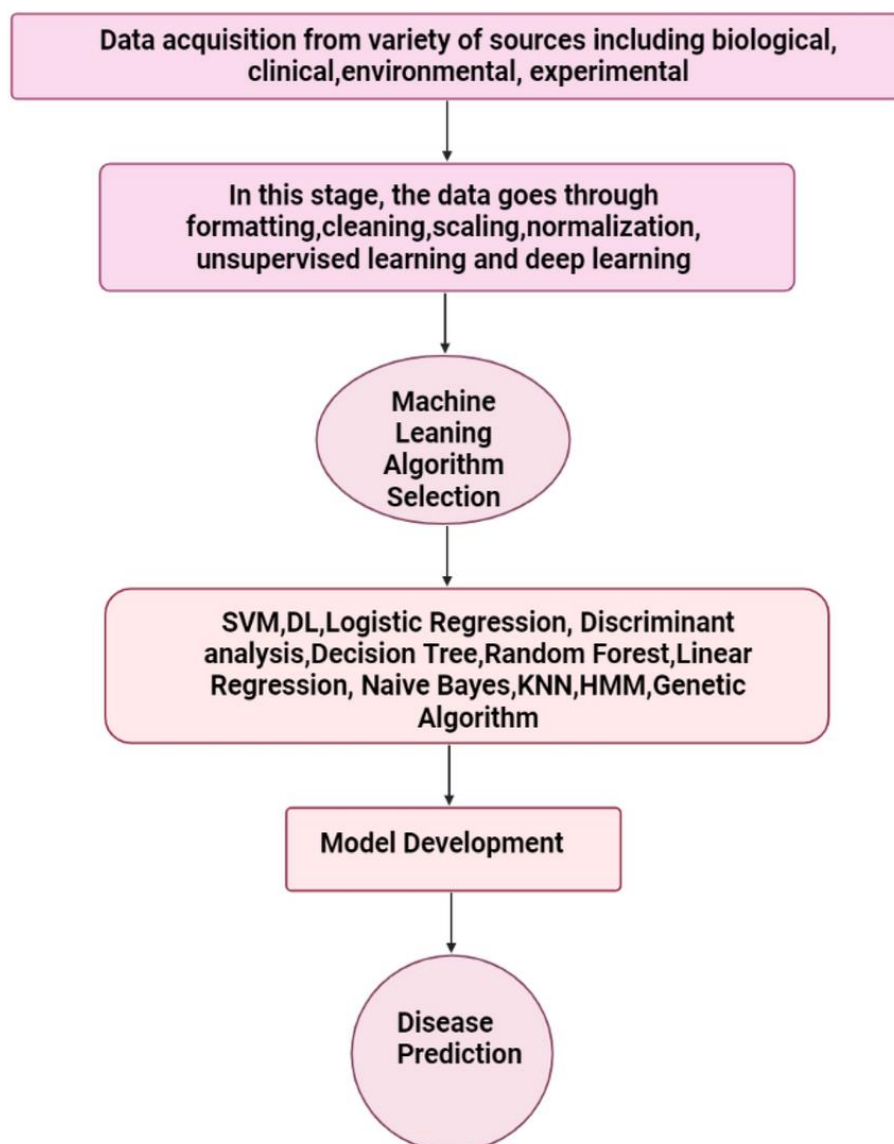 Data acquisition from variety of sources including biological,
clinical,environmental, experimental
In this stage, the data goes through
formatting,cleaning,scaling,normalization,
unsupervised learning and deep learning
Machine
Leaning
Algorithm
Selection
SVM,DL,Logistic Regression, Discriminant
analysis,Decision Tree,Random Forest,Linear
Regression, Naive Bayes,KNN,HMM,Genetic
Algorithm
Model Development
Disease
Prediction